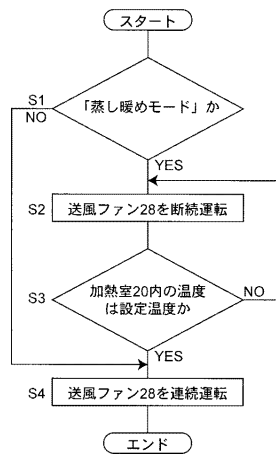 スタート
S1
「蒸し暖めモード」か
NO
YES
S2
送風ファン28を断続運転
S3
加熱室20内の温度
は設定温度か
NO
YES
S4
送風ファン28を連続運転
エンド